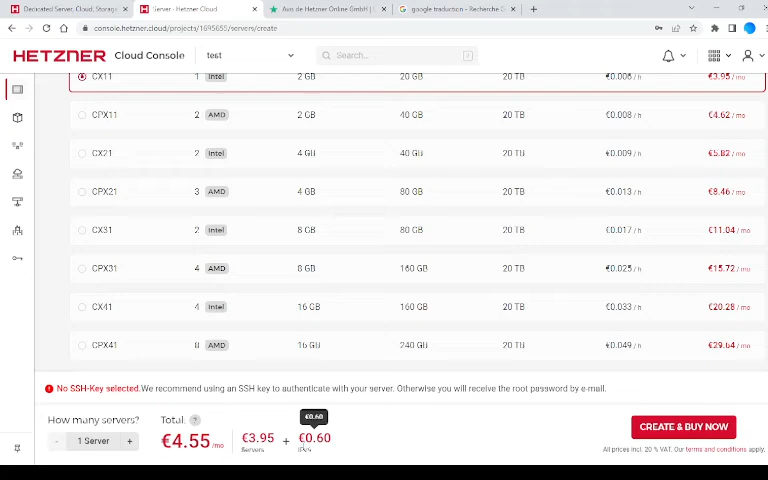 Dedicated Server, Cloud, Storage
Server - Hetzner Cloud
Avis de Hetzner Online GmbH | L
google traduction - Recherche G
console.hetzner.cloud/projects/1695655/servers/create
HETZNER Cloud Console test Search...
CX11 1 Intel 2 GB 20 GB 20 TB €0.006 / h €3.95 / mo
CPX11 2 AMD 2 GB 40 GB 20 TB €0.008 / h €4.62 / mo
CX21 2 Intel 4 GB 40 GB 20 TB €0.009 / h €5.82 / mo
CPX21 3 AMD 4 GB 80 GB 20 TB €0.013 / h €8.46 / mo
CX31 2 Intel 8 GB 80 GB 20 TB €0.017 / h €11.04 / mo
CPX31 4 AMD 8 GB 160 GB 20 TB €0.025 / h €15.72 / mo
CX41 4 Intel 16 GB 160 GB 20 TB €0.033 / h €20.28 / mo
CPX41 8 AMD 16 GB 240 GB 20 TB €0.049 / h €29.64 / mo
No SSH-Key selected. We recommend using an SSH key to authenticate with your server. Otherwise you will receive the root password by e-mail.
€0.60
How many servers? Total: ?
- 1 Server + €4.55 /mo €3.95 + €0.60
Servers IPv4
CREATE & BUY NOW
All prices incl. 20 % VAT. Our terms and conditions apply.